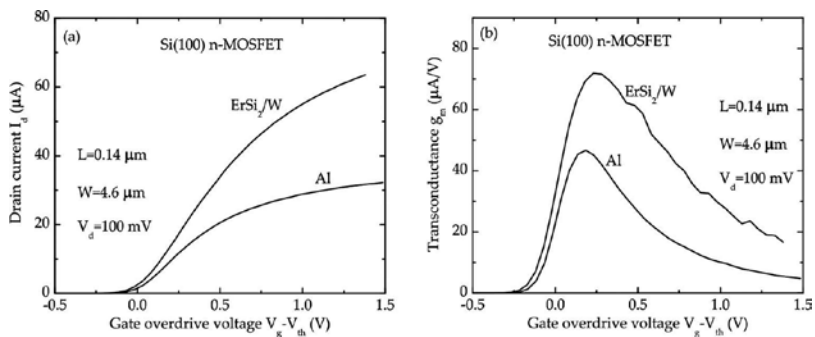 (a)
Si(100) n-MOSFET
ErSi₂/W
Al
L=0.14 μm
W=4.6 μm
V_d=100 mV
80
60
40
20
0
-0.5
0.0
0.5
1.0
1.5
Drain current I_d (μA)
Gate overdrive voltage V_g-V_th (V)
(b)
Si(100) n-MOSFET
ErSi₂/W
Al
L=0.14 μm
W=4.6 μm
V_d=100 mV
100
80
60
40
20
0
-0.5
0.0
0.5
1.0
1.5
Transconductance g_m (μA/V)
Gate overdrive voltage V_g-V_th (V)